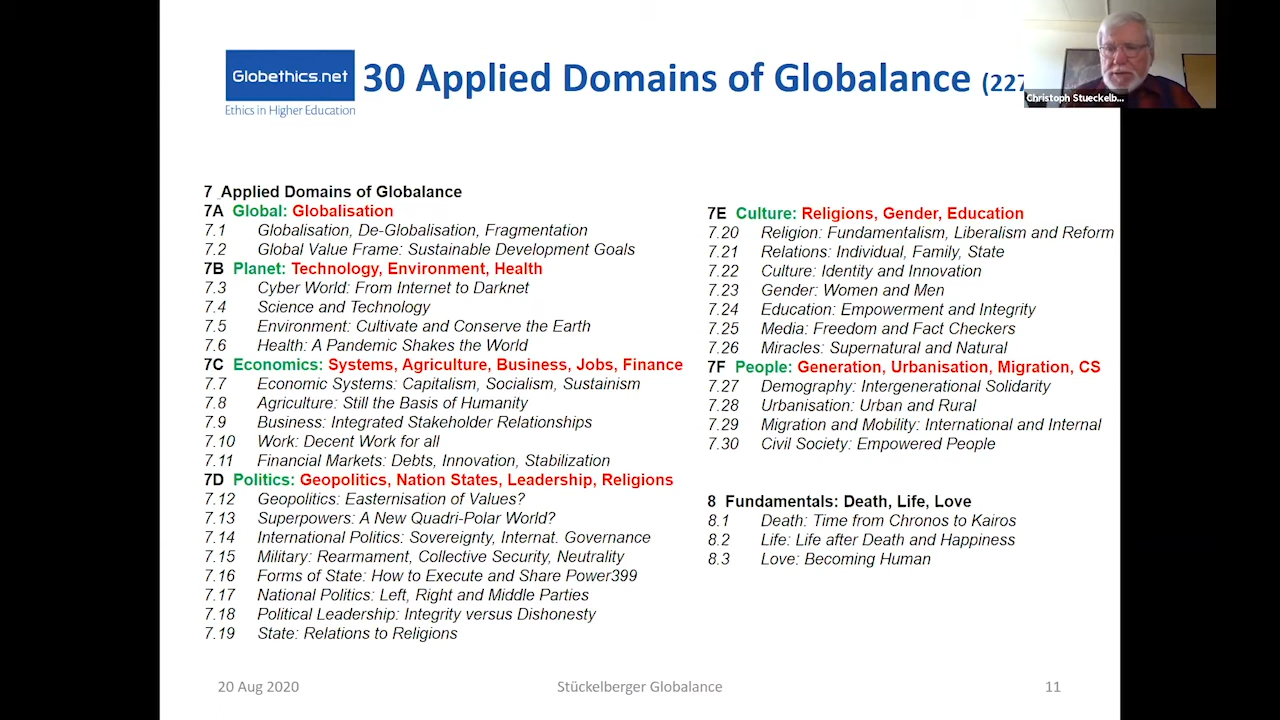 Globethics.net
Ethics in Higher Education
30 Applied Domains of Globalance (227
Christoph Stueckelb...
7 Applied Domains of Globalance
7A Global: Globalisation
7.1 Globalisation, De-Globalisation, Fragmentation
7.2 Global Value Frame: Sustainable Development Goals
7B Planet: Technology, Environment, Health
7.3 Cyber World: From Internet to Darknet
7.4 Science and Technology
7.5 Environment: Cultivate and Conserve the Earth
7.6 Health: A Pandemic Shakes the World
7C Economics: Systems, Agriculture, Business, Jobs, Finance
7.7 Economic Systems: Capitalism, Socialism, Sustainism
7.8 Agriculture: Still the Basis of Humanity
7.9 Business: Integrated Stakeholder Relationships
7.10 Work: Decent Work for all
7.11 Financial Markets: Debts, Innovation, Stabilization
7D Politics: Geopolitics, Nation States, Leadership, Religions
7.12 Geopolitics: Easternisation of Values?
7.13 Superpowers: A New Quadri-Polar World?
7.14 International Politics: Sovereignty, Internat. Governance
7.15 Military: Rearmament, Collective Security, Neutrality
7.16 Forms of State: How to Execute and Share Power399
7.17 National Politics: Left, Right and Middle Parties
7.18 Political Leadership: Integrity versus Dishonesty
7.19 State: Relations to Religions
7E Culture: Religions, Gender, Education
7.20 Religion: Fundamentalism, Liberalism and Reform
7.21 Relations: Individual, Family, State
7.22 Culture: Identity and Innovation
7.23 Gender: Women and Men
7.24 Education: Empowerment and Integrity
7.25 Media: Freedom and Fact Checkers
7.26 Miracles: Supernatural and Natural
7F People: Generation, Urbanisation, Migration, CS
7.27 Demography: Intergenerational Solidarity
7.28 Urbanisation: Urban and Rural
7.29 Migration and Mobility: International and Internal
7.30 Civil Society: Empowered People
8 Fundamentals: Death, Life, Love
8.1 Death: Time from Chronos to Kairos
8.2 Life: Life after Death and Happiness
8.3 Love: Becoming Human
20 Aug 2020
Stückelberger Globalance
11